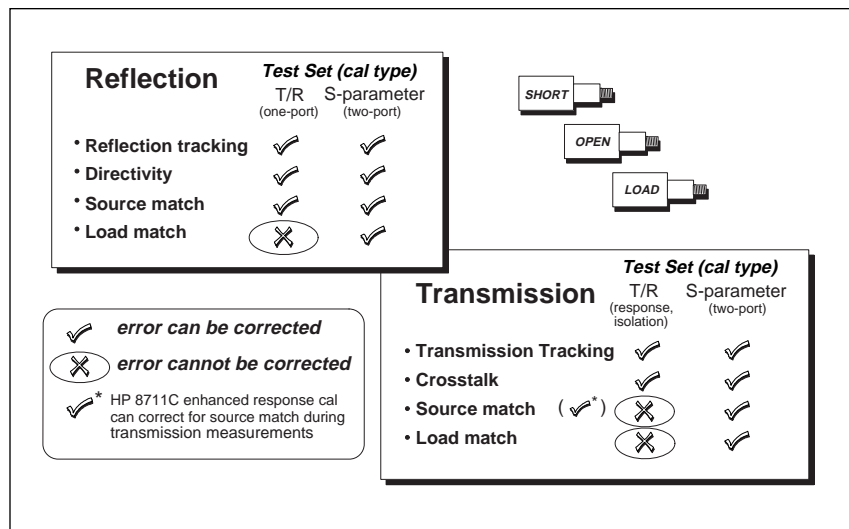 Reflection
Test Set (cal type)
T/R S-parameter
(one-port) (two-port)
• Reflection tracking
• Directivity
• Source match
• Load match
SHORT
OPEN
LOAD
Transmission
Test Set (cal type)
T/R S-parameter
(response, (two-port)
isolation)
• Transmission Tracking
• Crosstalk
• Source match ( * )
• Load match
error can be corrected
error cannot be corrected
* HP 8711C enhanced response cal
can correct for source match during
transmission measurements